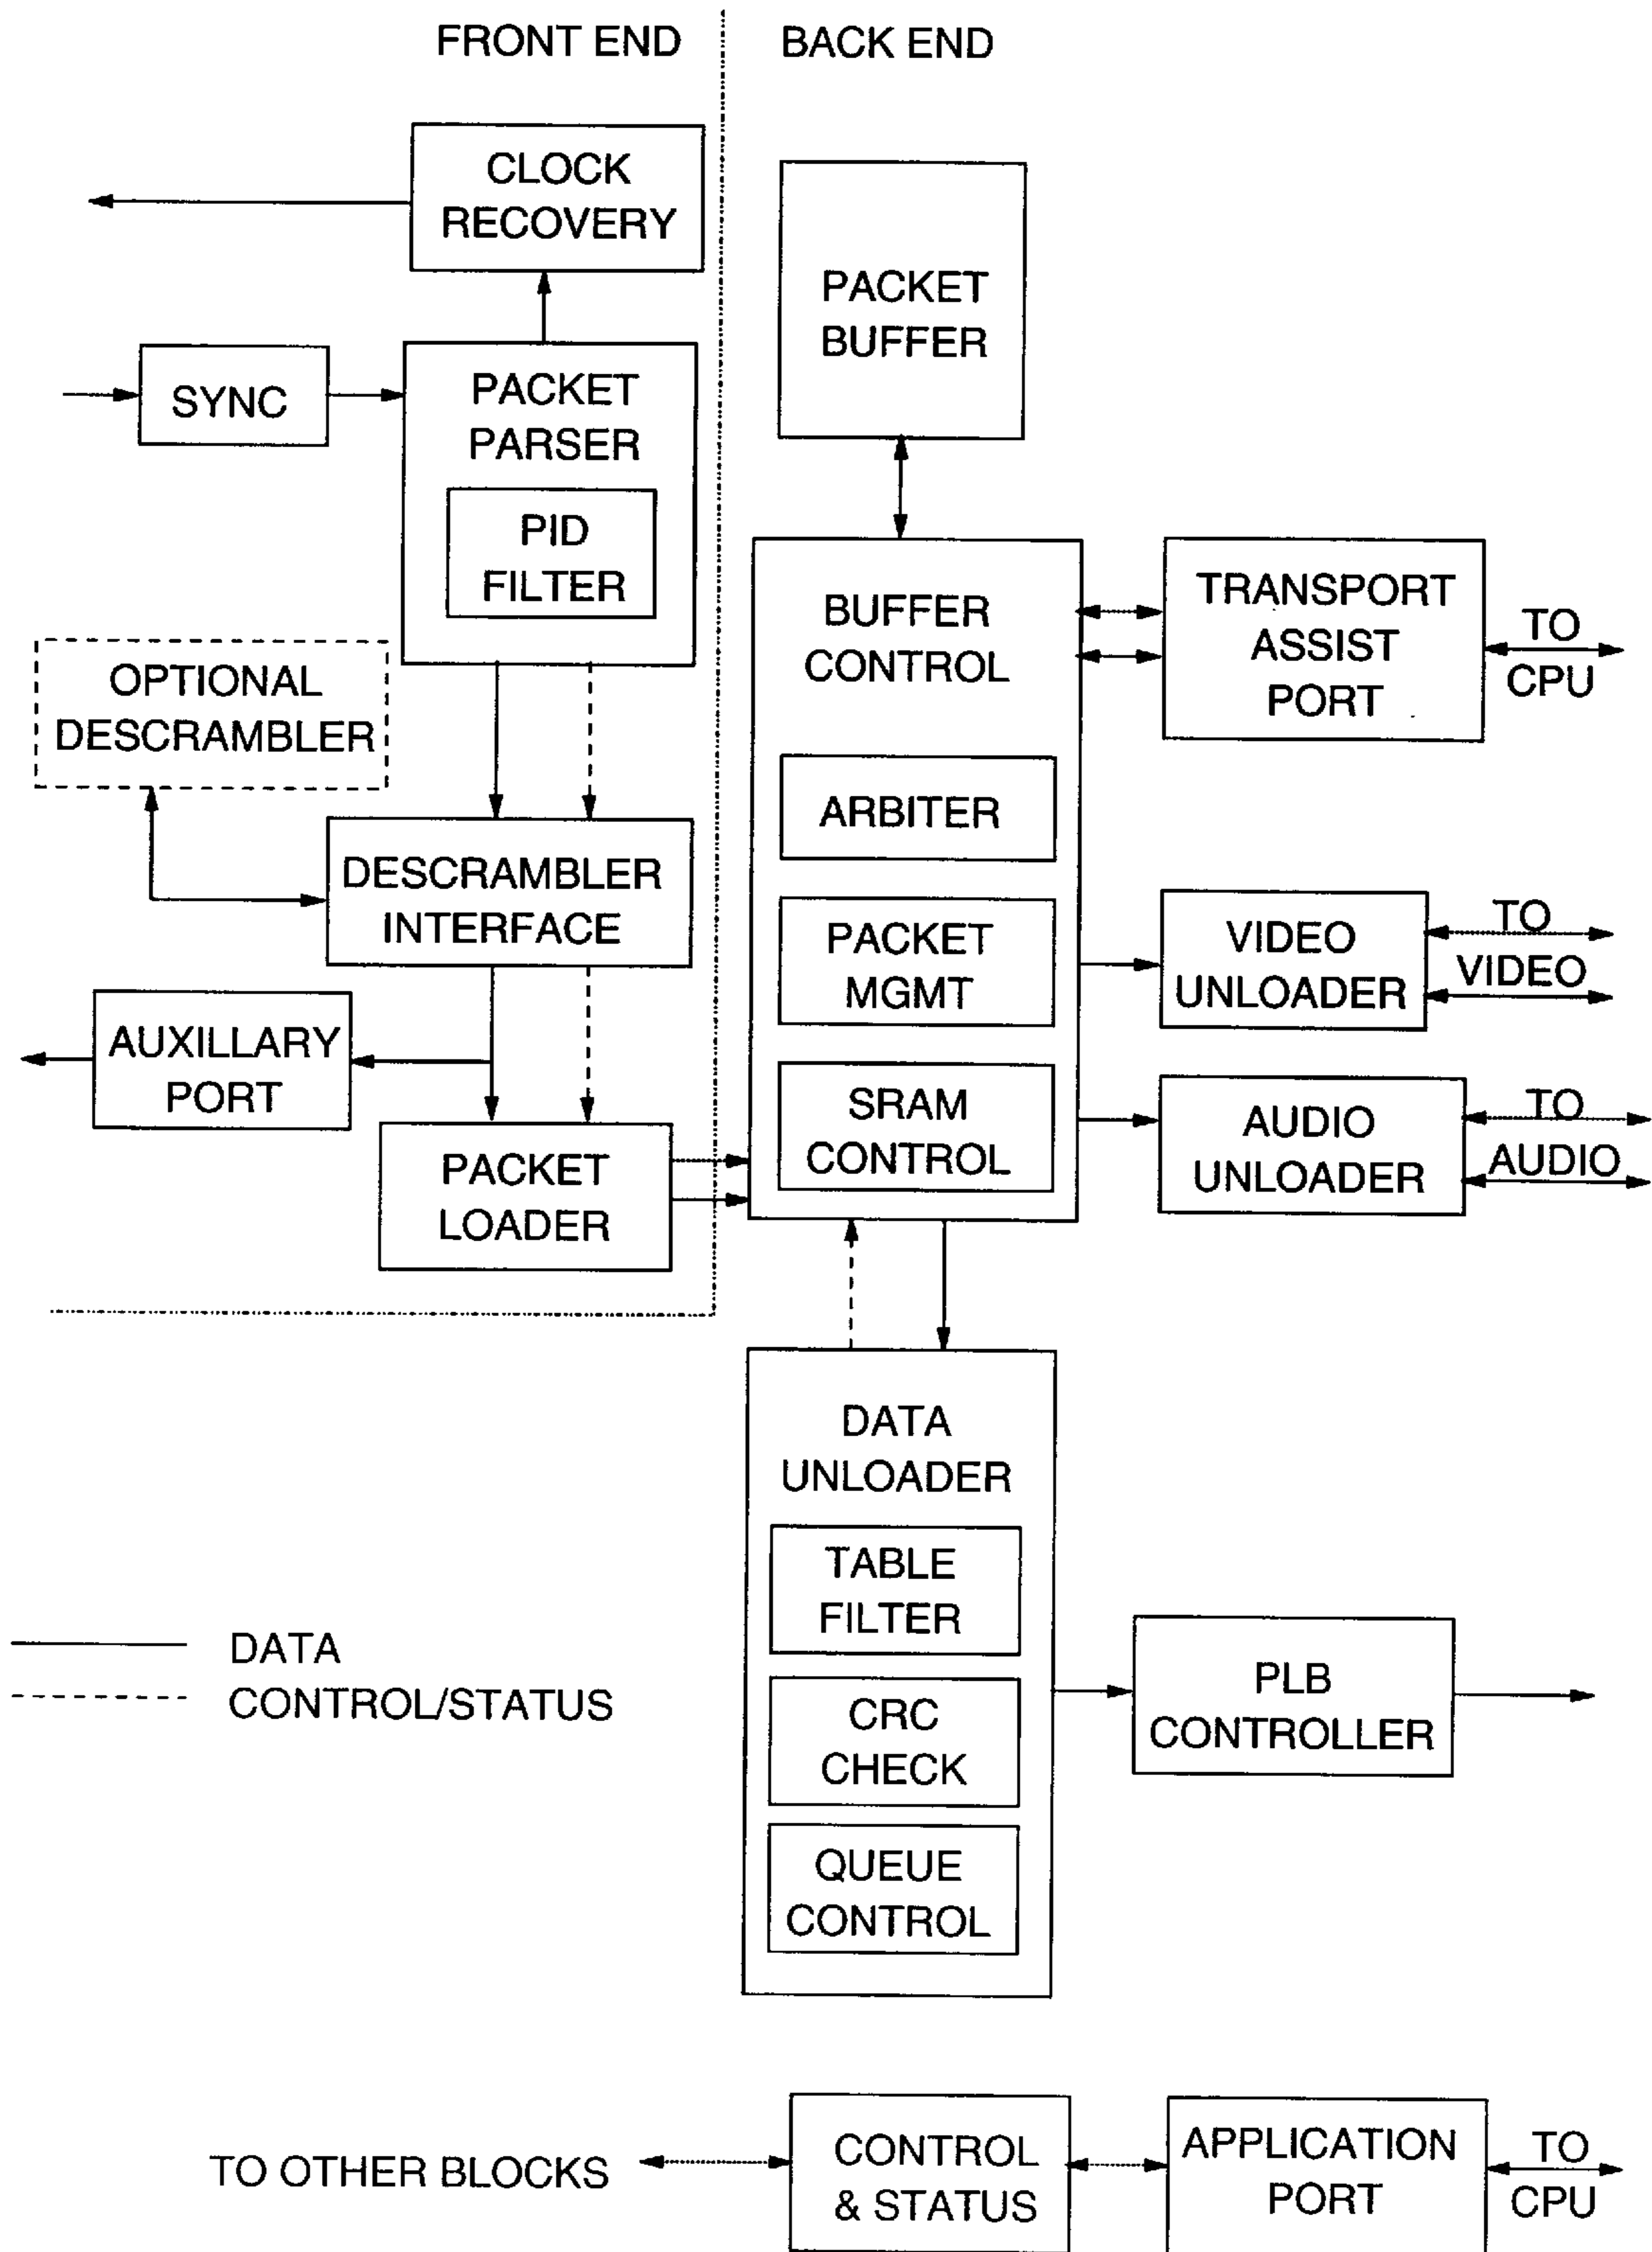 FRONT END
BACK END
CLOCK
RECOVERY
PACKET
BUFFER
SYNC
PACKET
PARSER
PID
FILTER
OPTIONAL
DESCRAMBLER
DESCRAMBLER
INTERFACE
AUXILLARY
PORT
PACKET
LOADER
BUFFER
CONTROL
ARBITER
PACKET
MGMT
SRAM
CONTROL
TRANSPORT
ASSIST
PORT
TO
CPU
VIDEO
UNLOADER
TO
VIDEO
AUDIO
UNLOADER
TO
AUDIO
DATA
UNLOADER
TABLE
FILTER
CRC
CHECK
QUEUE
CONTROL
PLB
CONTROLLER
DATA
CONTROL/STATUS
TO OTHER BLOCKS
CONTROL
& STATUS
APPLICATION
PORT
TO
CPU